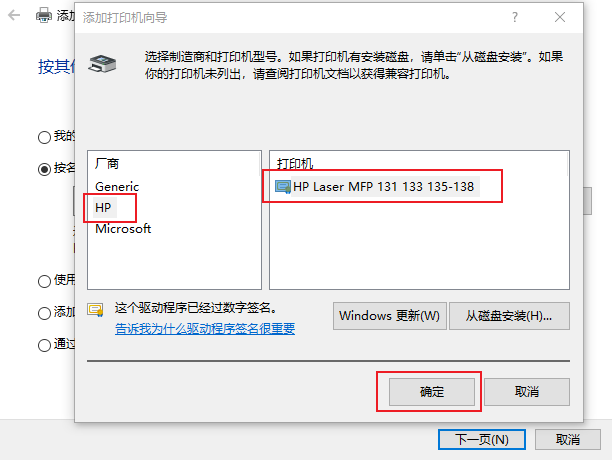 添加打印机向导
添加
按其他
选择制造商和打印机型号。如果打印机有安装磁盘，请单击“从磁盘安装”。如果
你的打印机未列出，请查阅打印机文档以获得兼容打印机。
我的
按名
厂商
Generic
HP
Microsoft
打印机
HP Laser MFP 131 133 135-138
使用
添加
通过
这个驱动程序已经过数字签名。
告诉我为什么驱动程序签名很重要
Windows 更新(W)
从磁盘安装(H)...
确定
取消
下一页(N)
取消